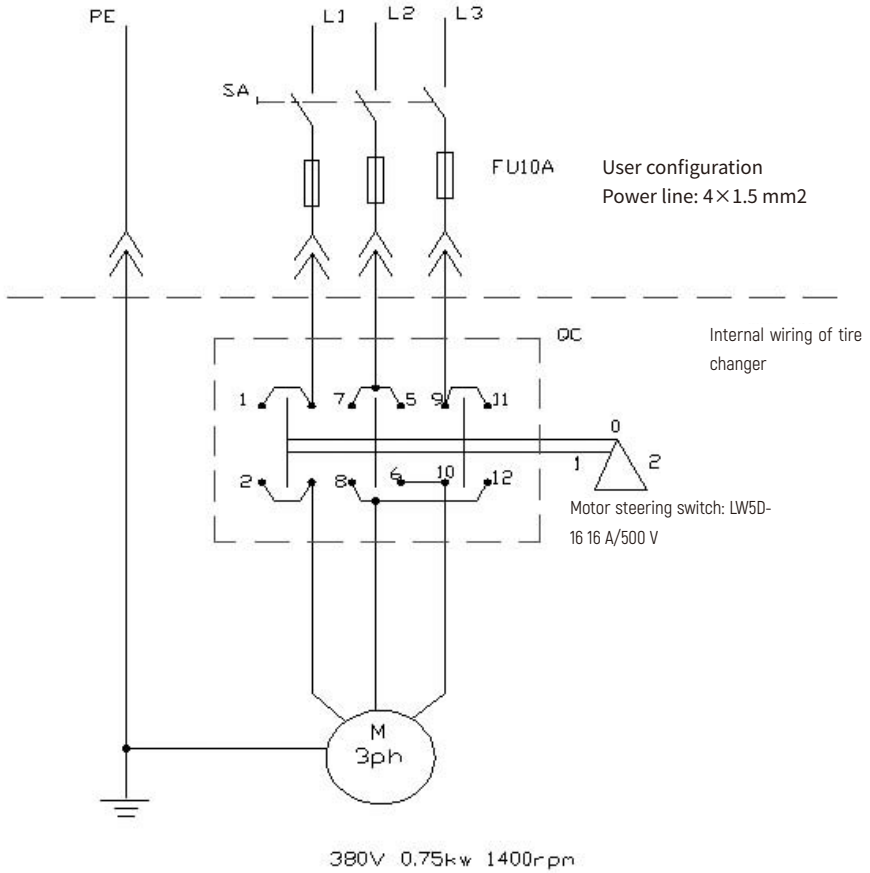 PE
L1
L2
L3
SA
FU10A
User configuration
Power line: 4×1.5 mm2
QC
Internal wiring of tire
changer
1
7
5
9
11
0
1
2
2
8
6
10
12
Motor steering switch: LW5D-
16 16 A/500 V
M
3ph
380V 0.75kw 1400rpm